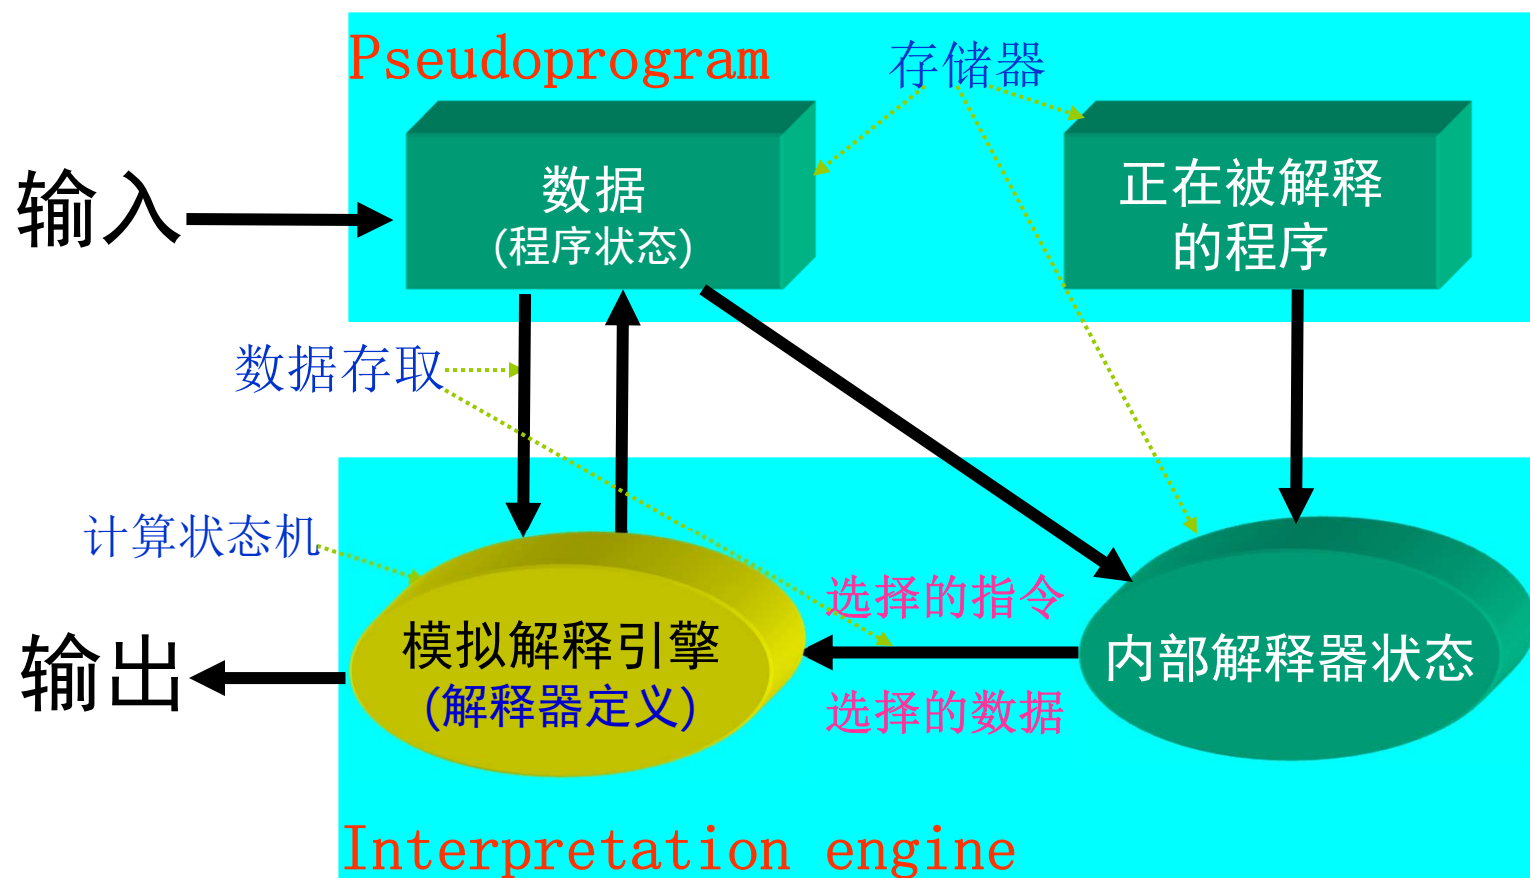 Pseudoprogram
存储器
输入
数据
(程序状态)
正在被解释
的程序
数据存取
计算状态机
选择的指令
输出
模拟解释引擎
(解释器定义)
内部解释器状态
选择的数据
Interpretation engine